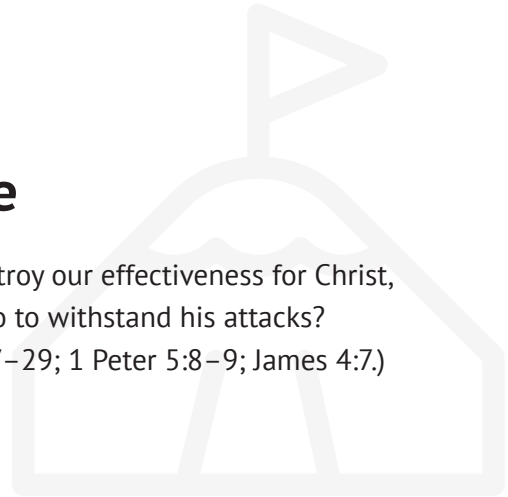 e
troy our effectiveness for Christ,
o to withstand his attacks?
7–29; 1 Peter 5:8–9; James 4:7.)